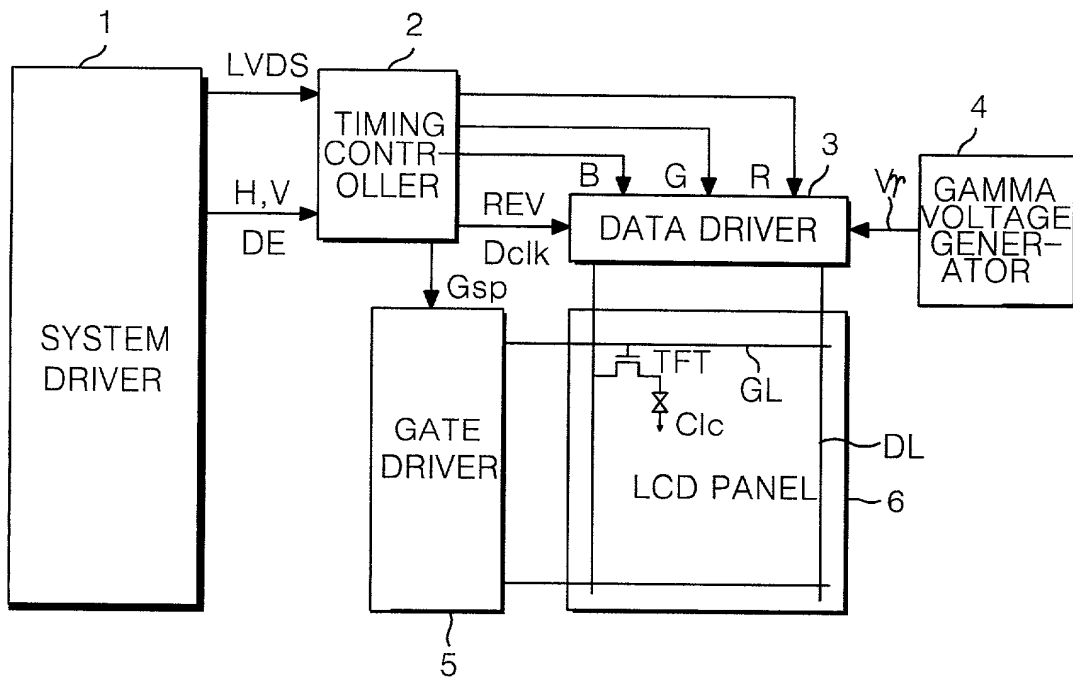 1
LVDS
H,V
DE
SYSTEM
DRIVER
2
TIMING
CONTR
OLLER
B
G
R
REV
Dclk
Gsp
3
DATA DRIVER
Vγ
4
GAMMA
VOLTAGE
GENER-
ATOR
GATE
DRIVER
5
TFT
GL
Clc
DL
LCD PANEL
6